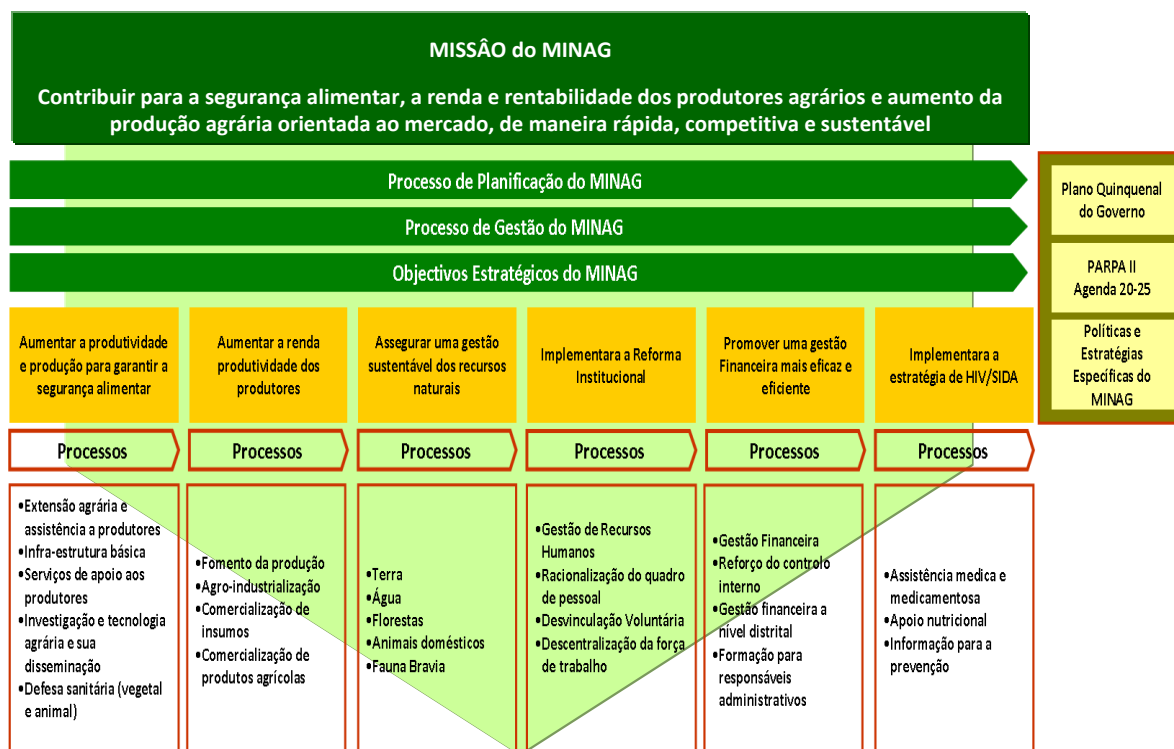 MISSÂO do MINAG
Contribuir para a segurança alimentar, a renda e rentabilidade dos produtores agrários e aumento da
produção agrária orientada ao mercado, de maneira rápida, competitiva e sustentável
Processo de Planificação do MINAG
Processo de Gestão do MINAG
Objectivos Estratégicos do MINAG
Plano Quinquenal
do Governo
PARPA II
Agenda 20-25
Políticas e
Estratégias
Específicas do
MINAG
Aumentar a produtividade
e produção para garantir a
segurança alimentar
Aumentar a renda
produtividade dos
produtores
Assegurar uma gestão
sustentável dos recursos
naturais
Implementara a Reforma
Institucional
Promover uma gestão
Financeira mais eficaz e
eficiente
Implementara a
estratégia de HIV/SIDA
Processos
Processos
Processos
Processos
Processos
Processos
•Extensão agrária e
assistência a produtores
•Infra-estrutura básica
•Serviços de apoio aos
produtores
•Investigação e tecnologia
agrária e sua
disseminação
•Defesa sanitária (vegetal
e animal)
•Fomento da produção
•Agro-industrialização
•Comercialização de
insumos
•Comercialização de
produtos agrícolas
•Terra
•Água
•Florestas
•Animais domésticos
•Fauna Bravia
•Gestão de Recursos
Humanos
•Racionalização do quadro
de pessoal
•Desvinculação Voluntária
•Descentralização da força
de trabalho
•Gestão Financeira
•Reforço do controlo
interno
•Gestão financeira a
nível distrital
•Formação para
responsáveis
administrativos
•Assistência medica e
medicamentosa
•Apoio nutricional
•Informação para a
prevenção